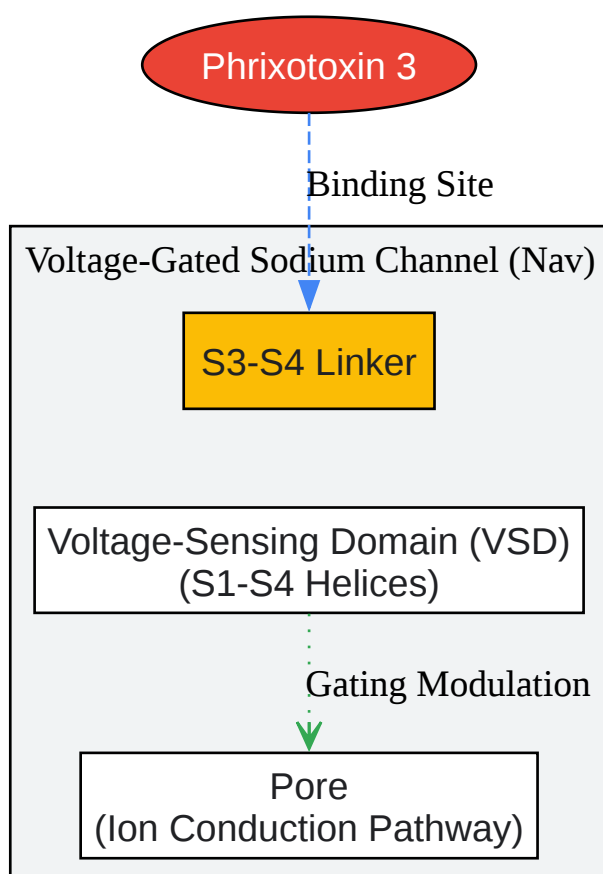 Phrixotoxin 3
Binding Site
Voltage-Gated Sodium Channel (Nav)
S3-S4 Linker
Voltage-Sensing Domain (VSD)
(S1-S4 Helices)
Gating Modulation
Pore
(Ion Conduction Pathway)